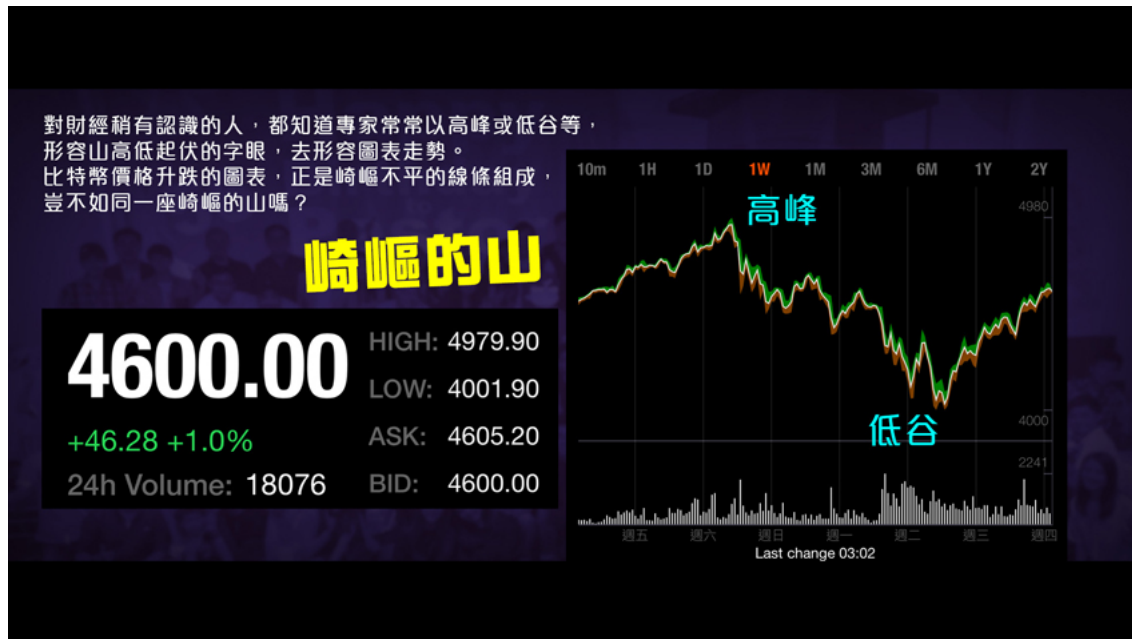 對財經稍有認識的人，都知道專家常常以高峰或低谷等，
形容山高低起伏的字眼，去形容圖表走勢。
比特幣價格升跌的圖表，正是崎嶇不平的線條組成，
豈不如同一座崎嶇的山嗎？
崎嶇的山
4600.00
+46.28 +1.0%
24h Volume: 18076
HIGH: 4979.90
LOW: 4001.90
ASK: 4605.20
BID: 4600.00
10m 1H 1D 1W 1M 3M 6M 1Y 2Y
高峰
4980
低谷
4000
2241
週五 週六 週日 週一 週二 週三 週四
Last change 03:02